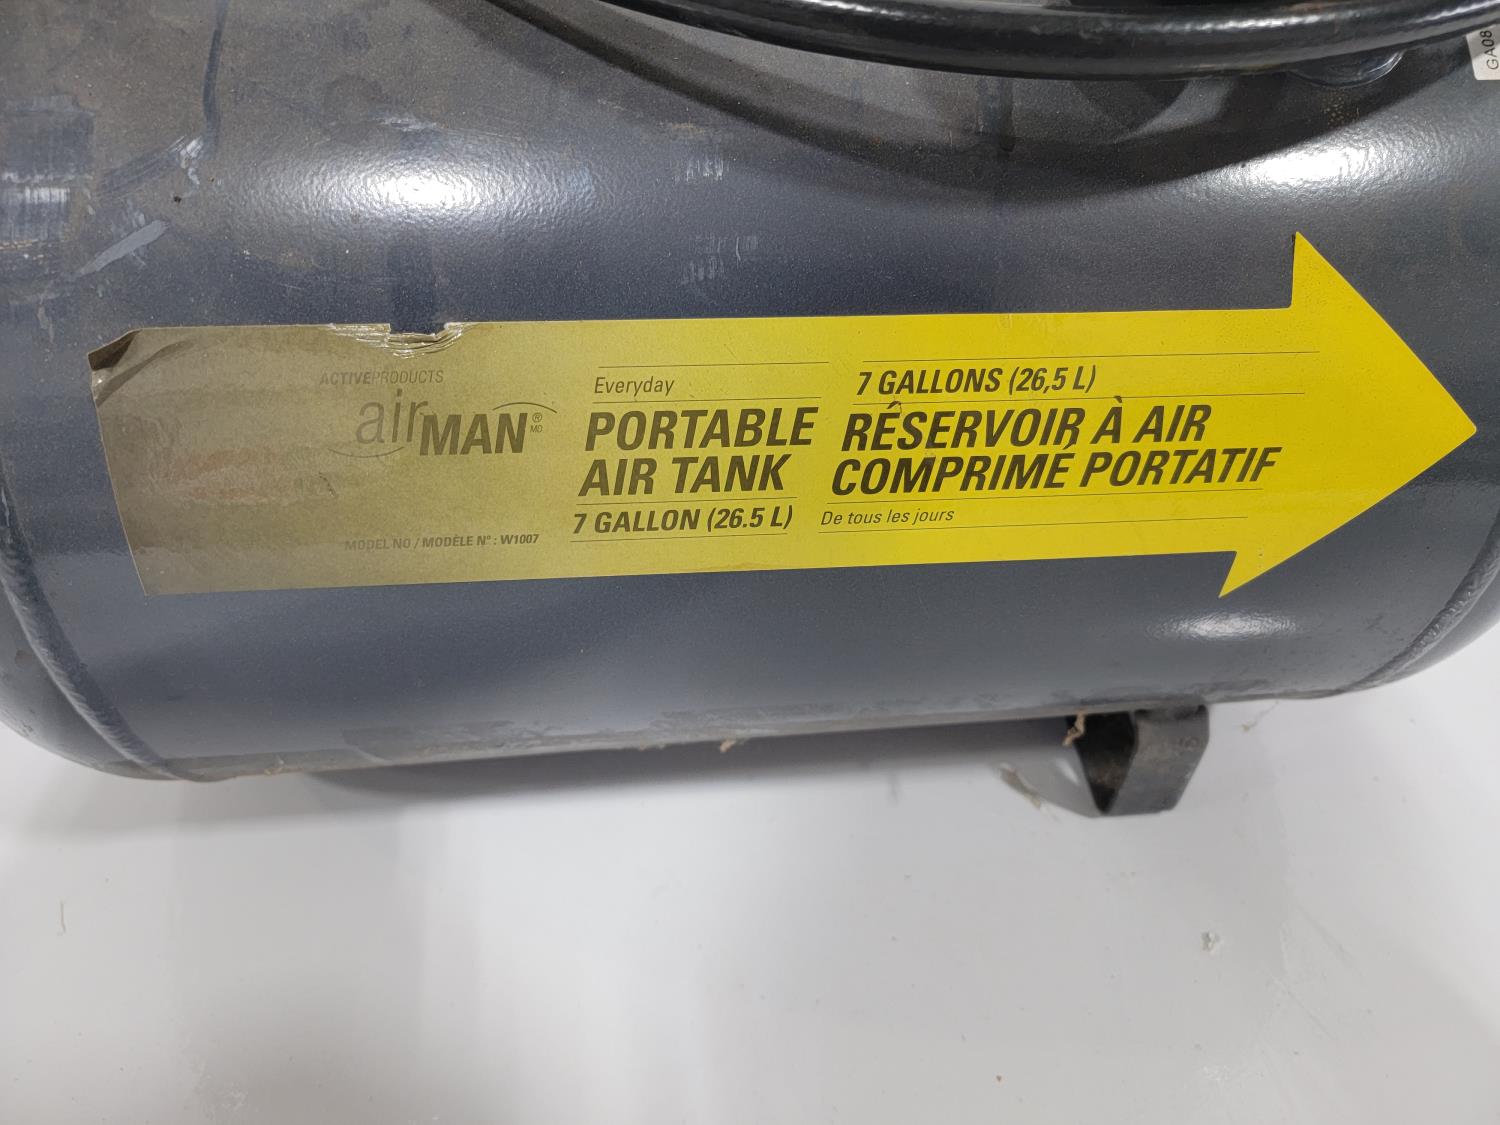 GA08
ACTIVEPRODUCTS
airMAN®
MD
MODEL NO / MODÈLE N° : W1007
Everyday
PORTABLE
AIR TANK
7 GALLON (26.5 L)
7 GALLONS (26,5 L)
RÉSERVOIR À AIR
COMPRIMÉ PORTATIF
De tous les jours